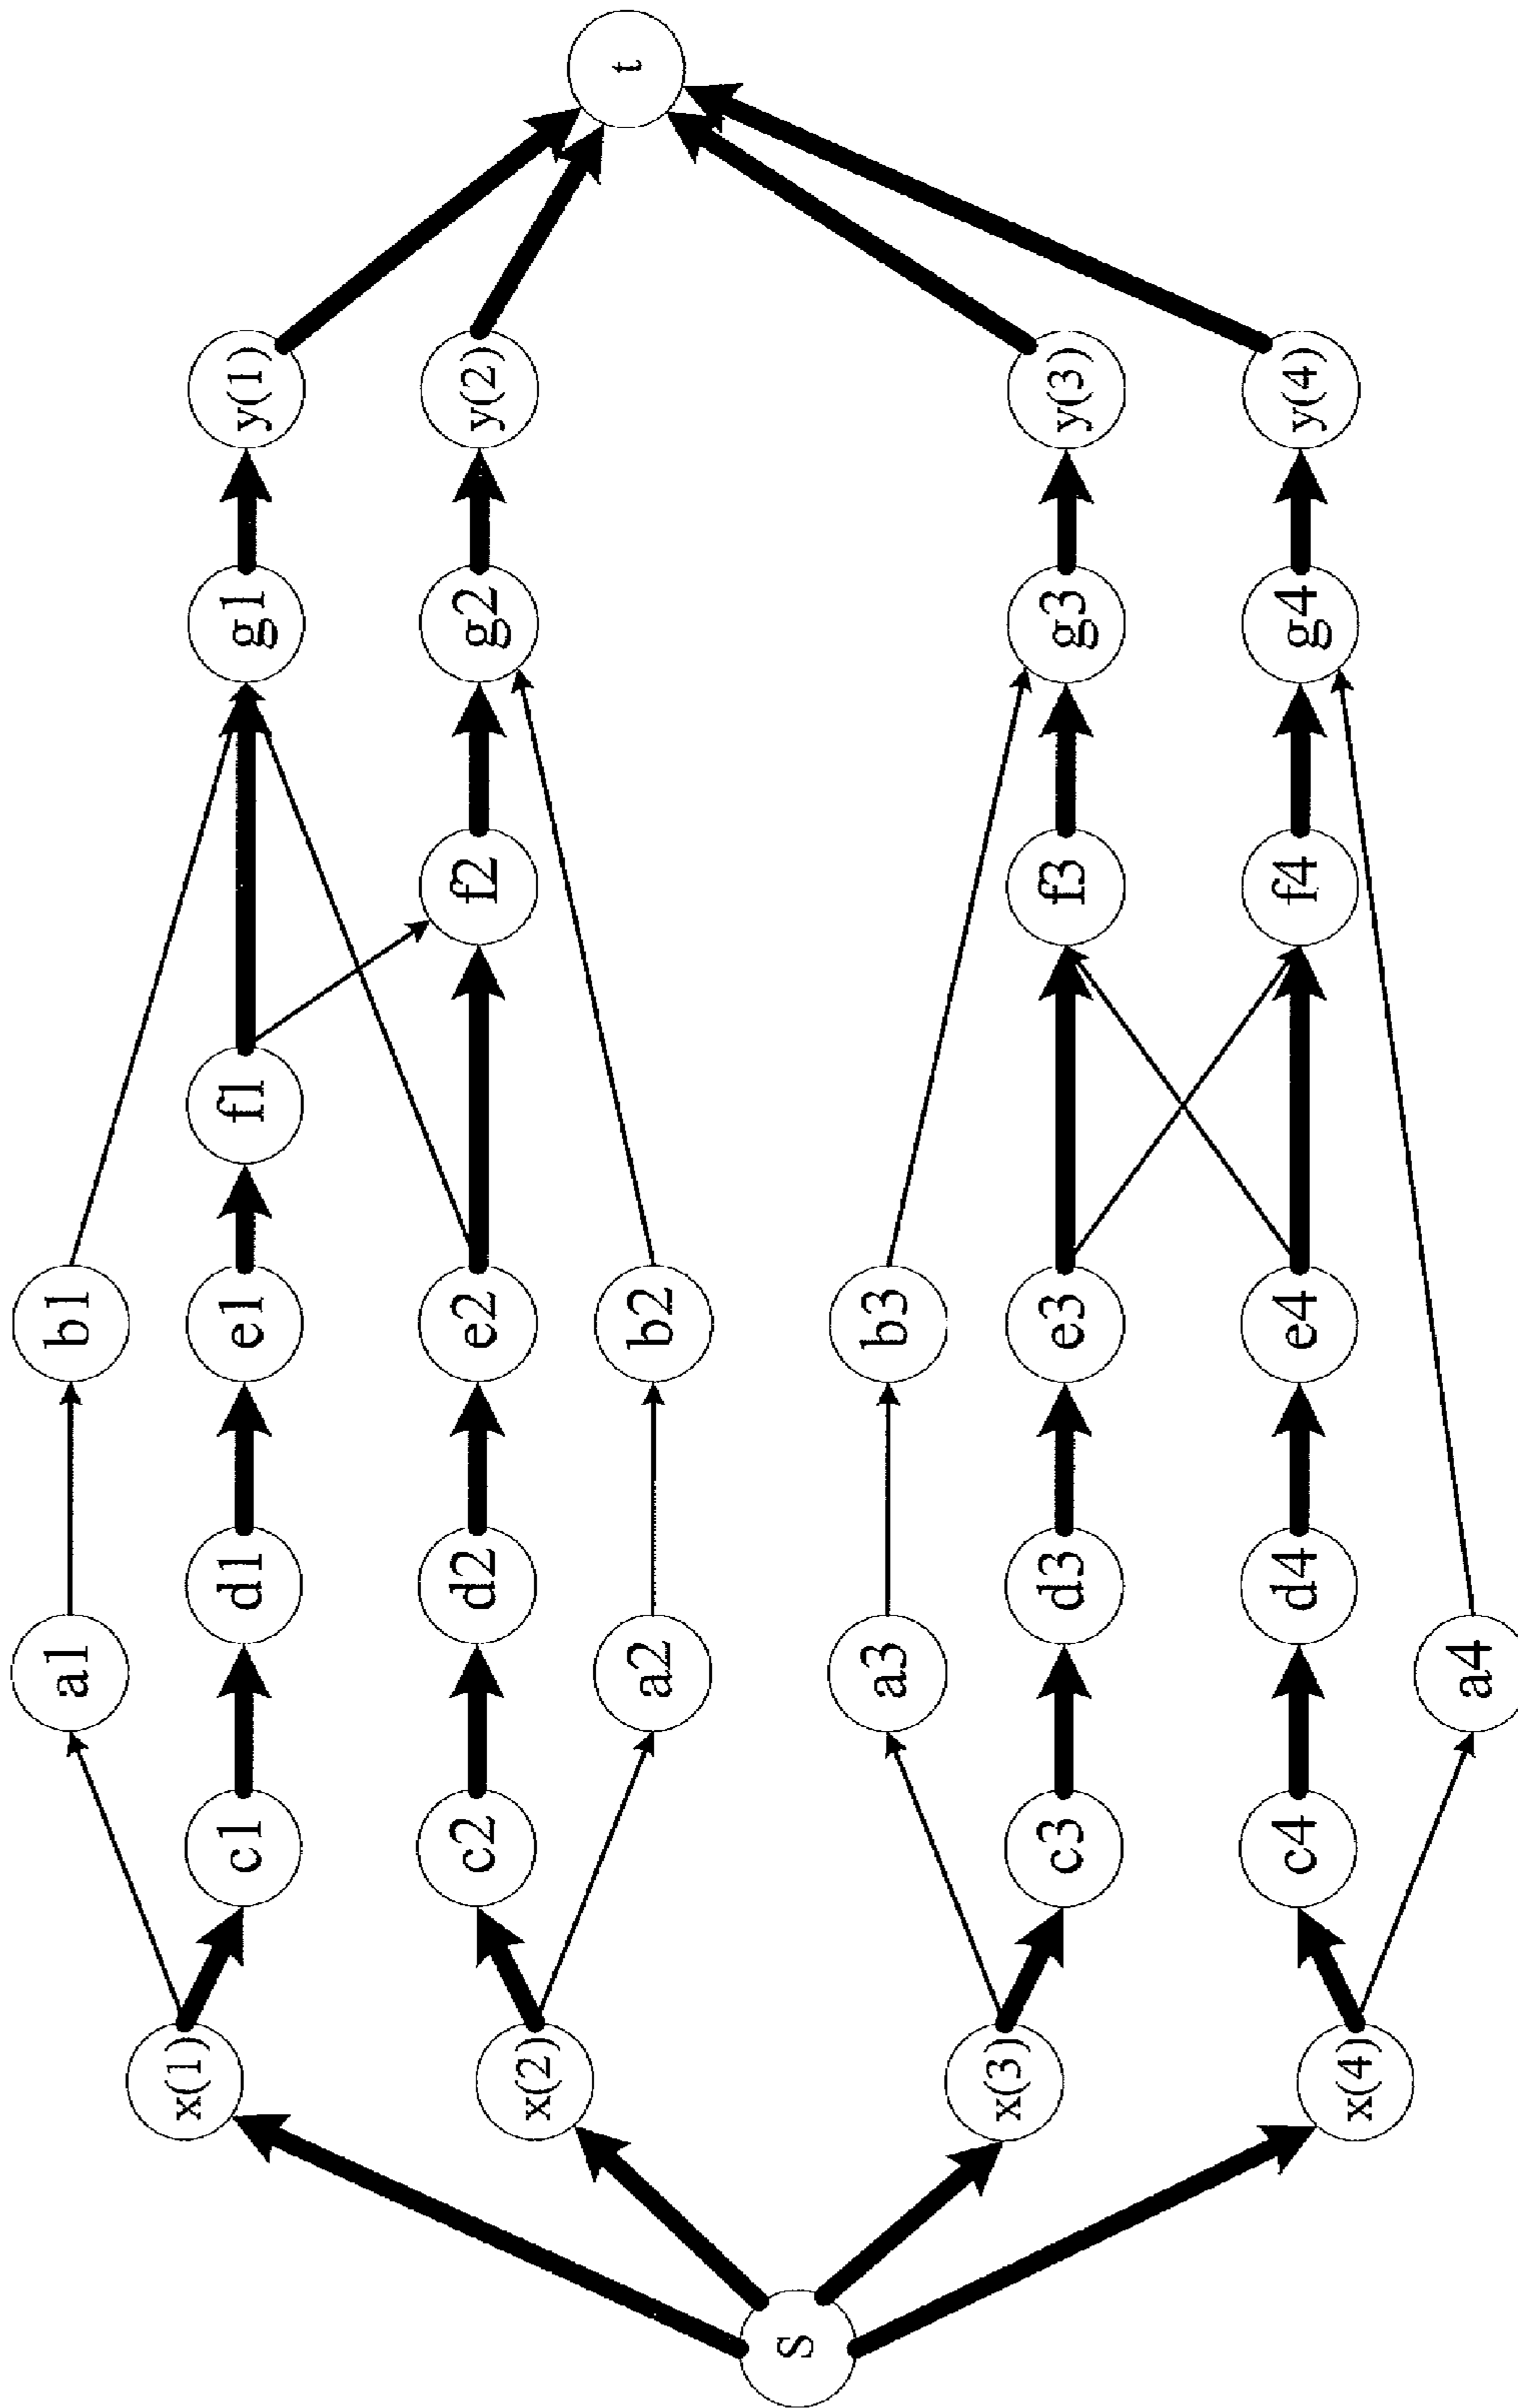 t
y(1)
y(2)
y(3)
y(4)
g1
g2
g3
g4
f2
f3
f4
f1
b1
e1
e2
b2
b3
e3
e4
d1
d2
d3
d4
a1
a2
a3
a4
c1
c2
c3
c4
x(1)
x(2)
x(3)
x(4)
S